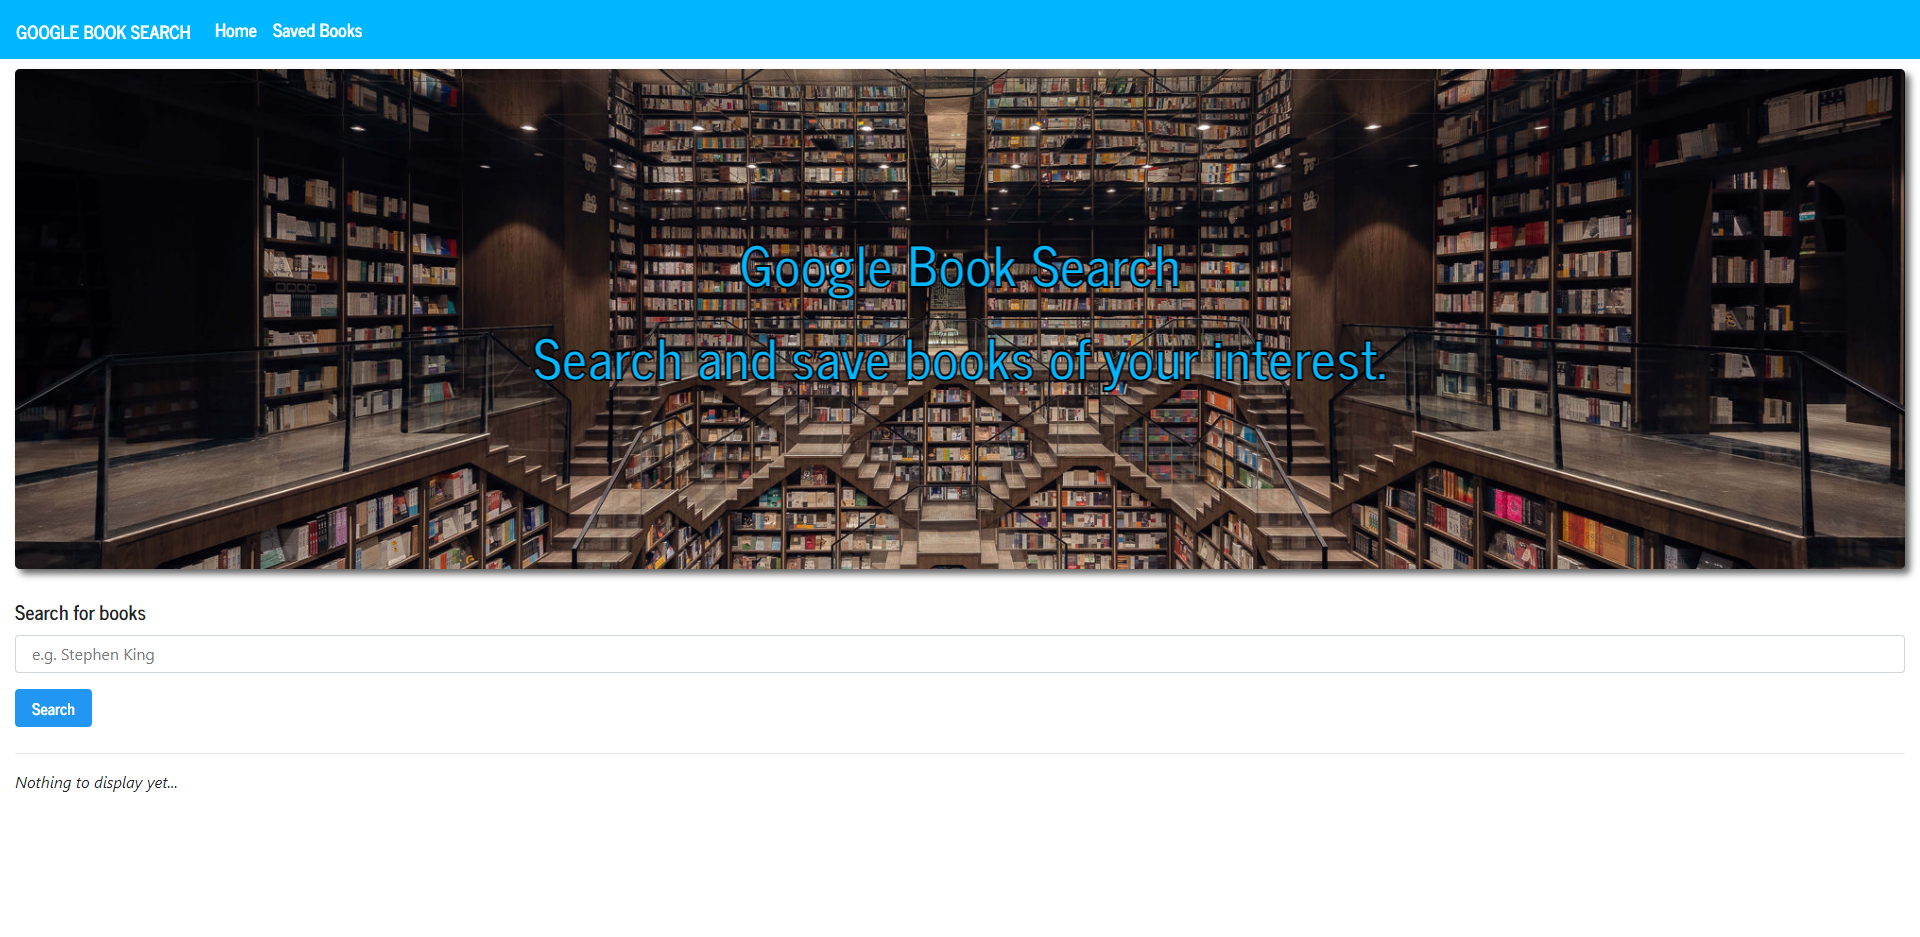 GOOGLE BOOK SEARCH Home Saved Books
Google Book Search
Search and save books of your interest.
Search for books
e.g. Stephen King
Search
Nothing to display yet...